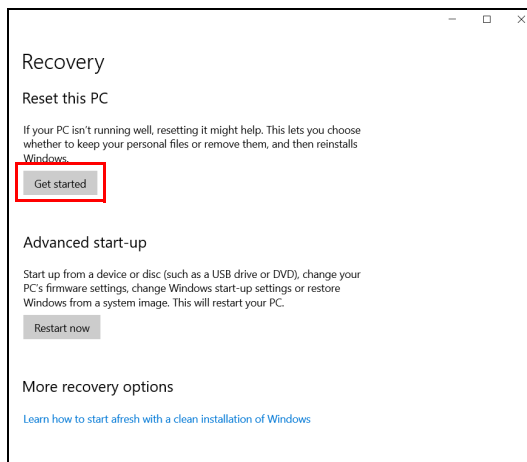 Recovery
Reset this PC
If your PC isn't running well, resetting it might help. This lets you choose
whether to keep your personal files or remove them, and then reinstalls
Windows.
Get started
Advanced start-up
Start up from a device or disc (such as a USB drive or DVD), change your
PC's firmware settings, change Windows start-up settings or restore
Windows from a system image. This will restart your PC.
Restart now
More recovery options
Learn how to start afresh with a clean installation of Windows